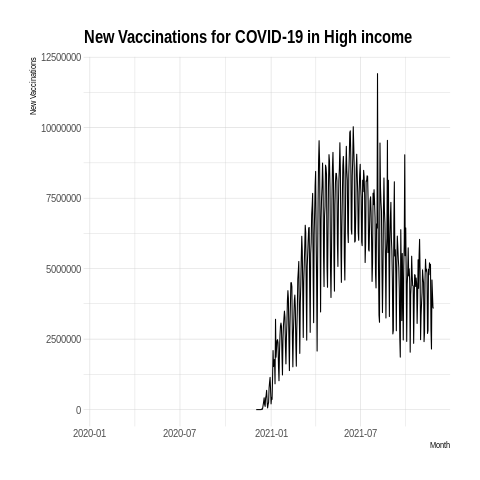 New Vaccinations for COVID-19 in High income
New Vaccinations
12500000
10000000
7500000
5000000
2500000
0
2020-01 2020-07 2021-01 2021-07
Month